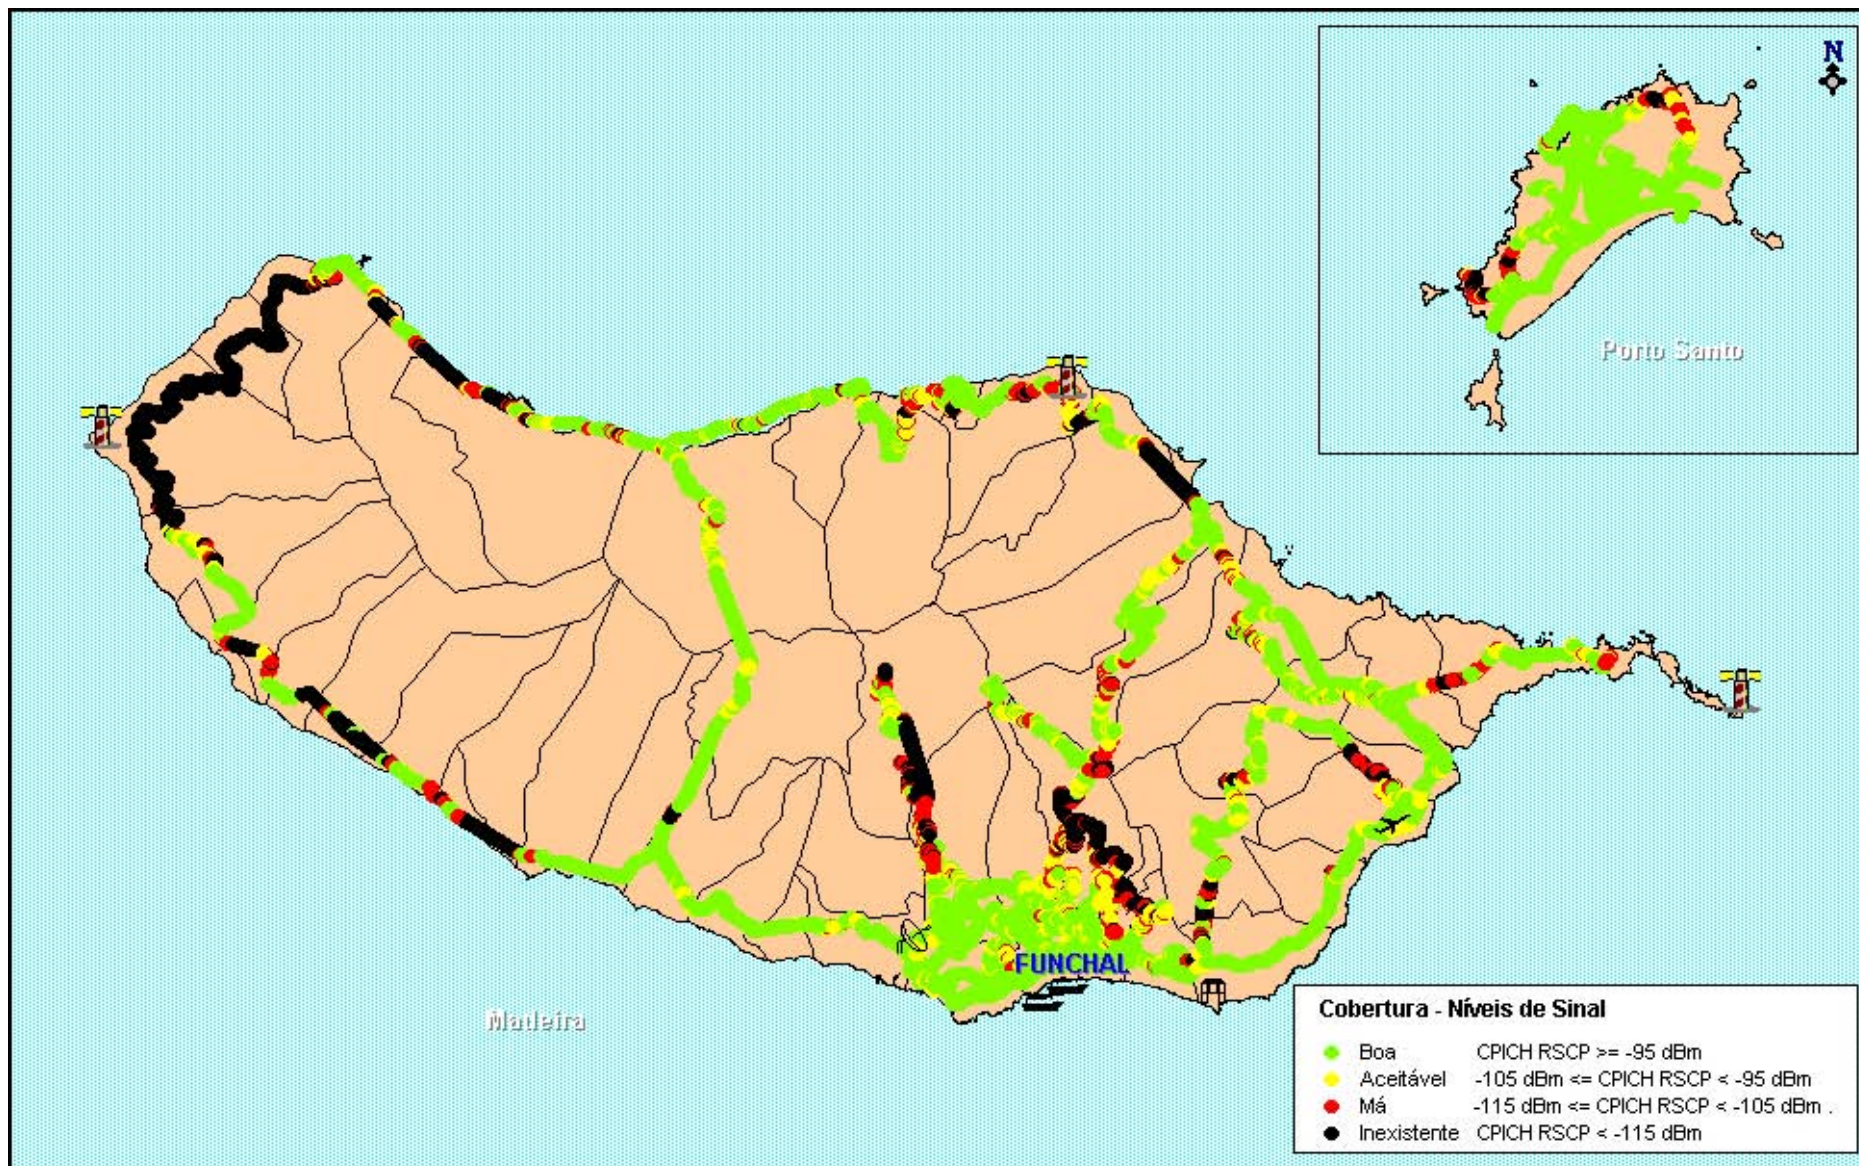 N
Porto Santo
FUNCHAL
Madeira
Cobertura - Níveis de Sinal
Boa CPICH RSCP >= -95 dBm
Aceitável -105 dBm <= CPICH RSCP < -95 dBm
Má -115 dBm <= CPICH RSCP < -105 dBm .
Inexistente CPICH RSCP < -115 dBm